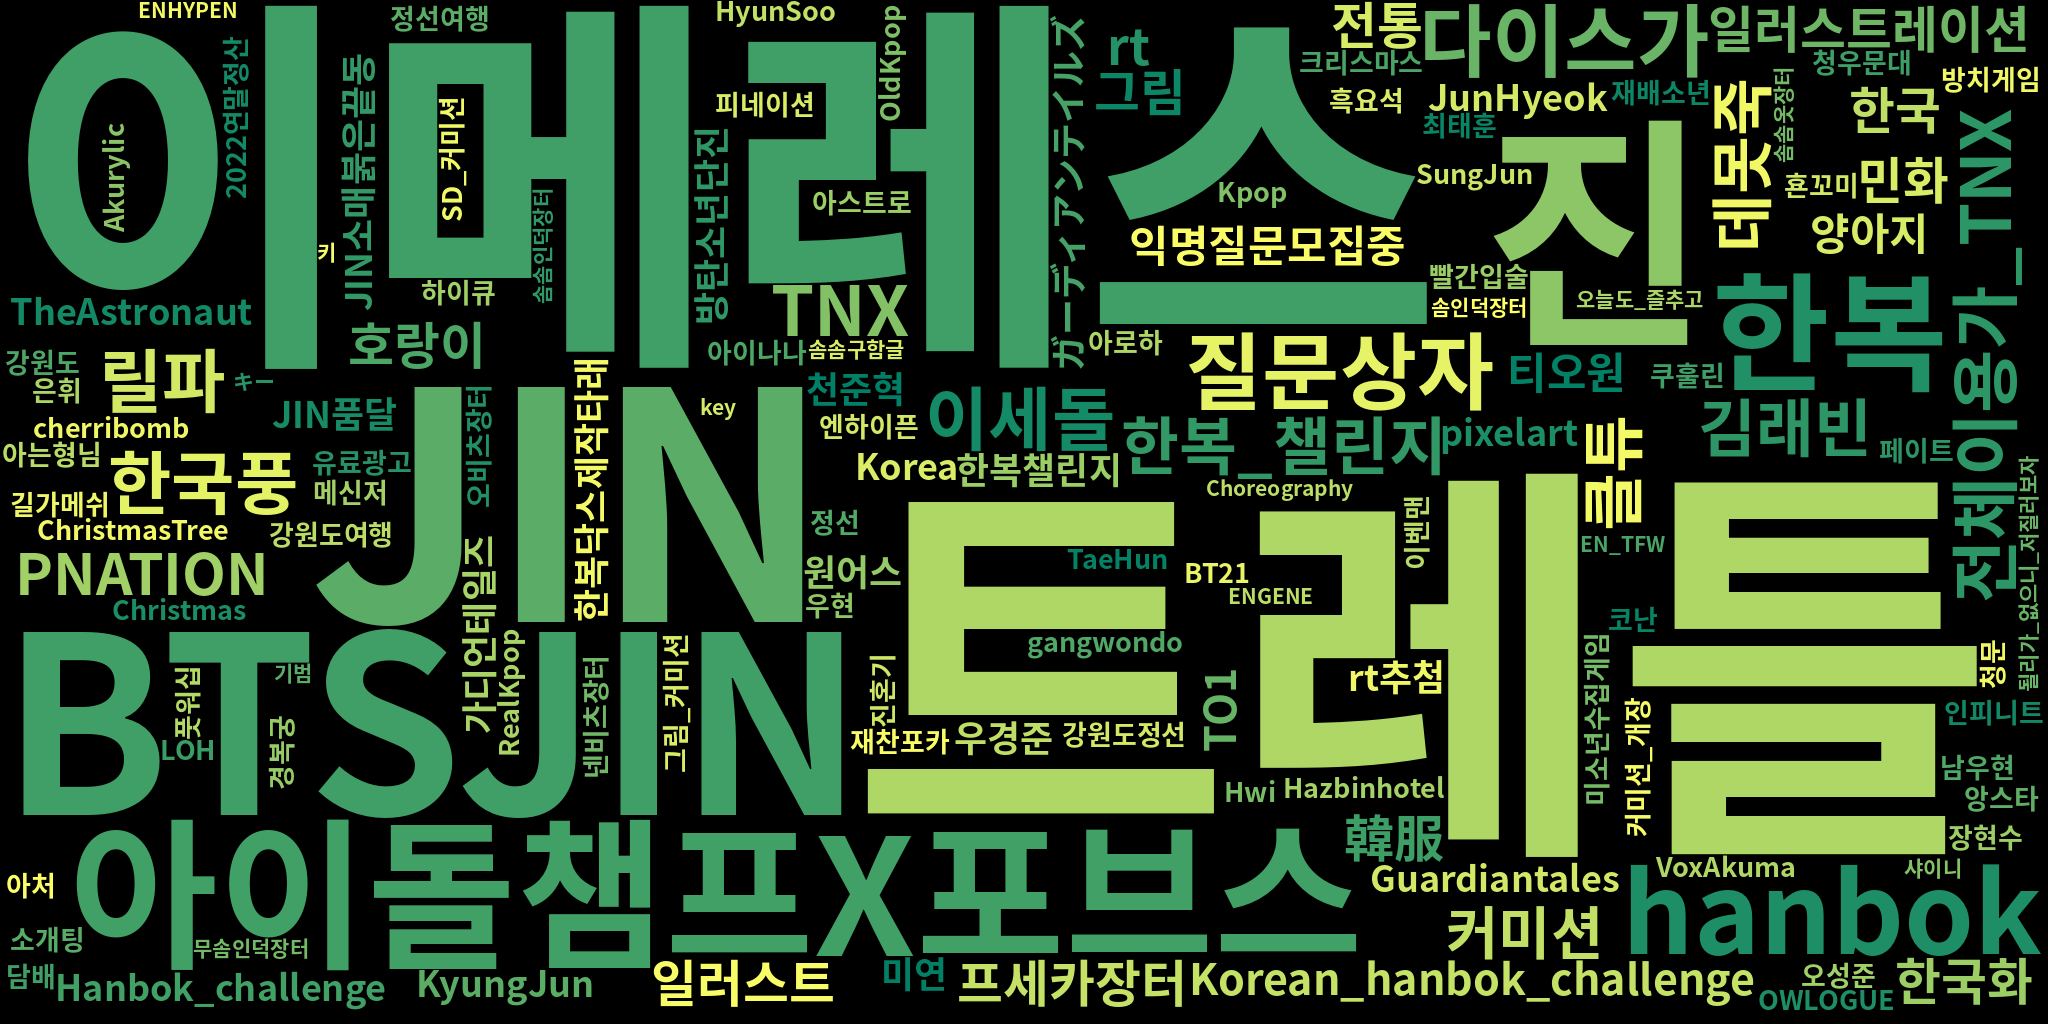 ENHYPEN
정선여행
HyunSoo
전통
다이스가
일러스트레이션
이메레스
2022연말정산
JIN소매붉은끝동
SD_커미션
OldKpop
피네이션
ガーディアンテイルズ
rt
그림
크리스마스
청우문대
방치게임
흑요석
JunHyeok
재배소년
최태훈
데못죽
솜솜옷장터
한국
Akurylic
방탄소년단진
아스트로
Kpop
SungJun
진
욘꼬미
민화
전체이용가_TNX
키
솜솜인덕장터
익명질문모집중
양아지
하이큐
TNX
빨간입술
솜인덕장터
오늘도_즐추고
한복
TheAstronaut
호랑이
아이나나
솜솜구함글
아로하
질문상자
티오원
쿠훌린
강원도
은휘
릴파
キー
JIN품달
JIN
오비츠장터
한복닥스제작타래
key
천준혁
엔하이픈
이세돌
한복_챌린지
pixelart
클튜
김래빈
페이트
cherribomb
아는형님
한국풍
유료광고
메신저
Korea
한복챌린지
Choreography
길가메쉬
ChristmasTree
강원도여행
정선
트레틀
이벤멘
EN_TFW
될리가_없으니_저질러보자
PNATION
가디언테일즈
원어스
우현
TaeHun
BT21
ENGENE
Christmas
코난
BTSJIN
풋워십
기범
RealKpop
넨비츠장터
그림_커미션
gangwondo
rt추첨
미소년수집게임
청문
LOH
경복궁
진혼기
재찬포카
우경준
강원도정선
TO1
커미션_개장
인피니트
남우현
Hwi
Hazbinhotel
앙스타
장현수
아이돌챔프X포브스
韓服
Guardiantales
VoxAkuma
샤이니
아처
커미션
hanbok
소개팅
무솜인덕장터
담배
Hanbok_challenge
KyungJun
일러스트
미연
프세카장터
Korean_hanbok_challenge
오성준
OWLOGUE
한국화